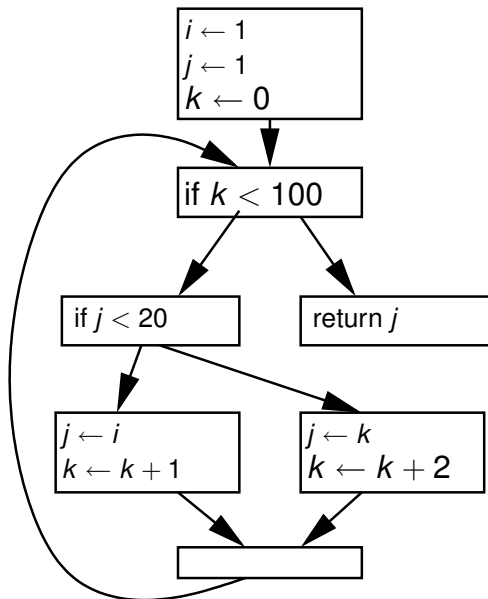 i ← 1
j ← 1
k ← 0
if k < 100
if j < 20
return j
j ← i
k ← k + 1
j ← k
k ← k + 2